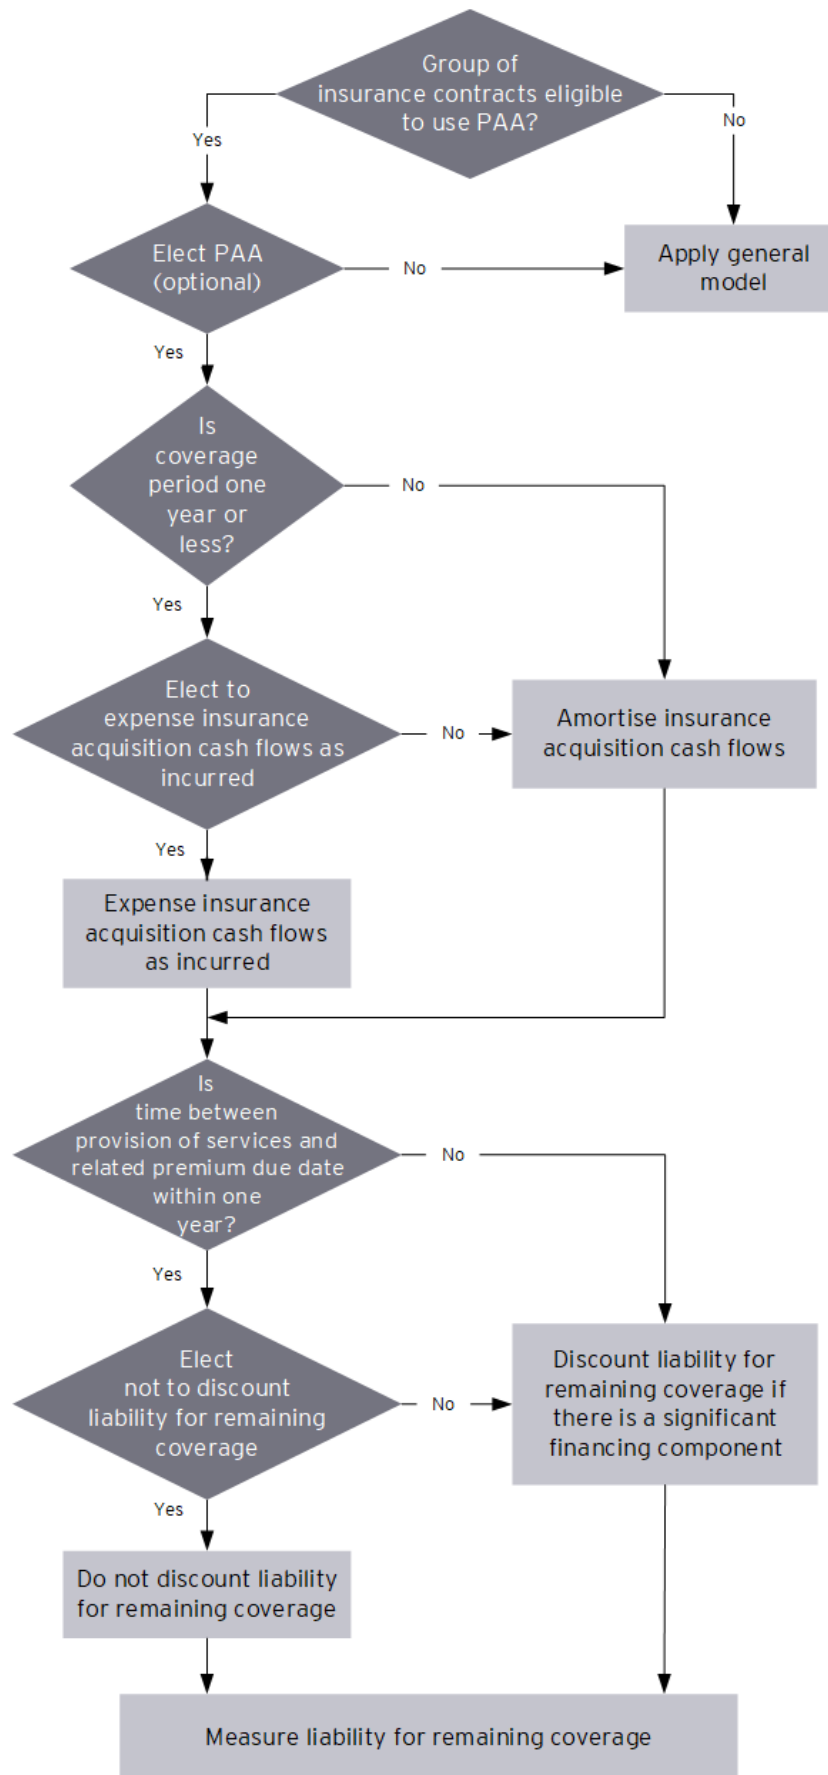 Group of
insurance contracts eligible
to use PAA?
Yes
No
Elect PAA
(optional)
No
Apply general
model
Yes
Is
coverage
period one
year or
less?
No
Yes
Elect to
expense insurance
acquisition cash flows as
incurred
No
Amortise insurance
acquisition cash flows
Yes
Expense insurance
acquisition cash flows
as incurred
Is
time between
provision of services and
related premium due date
within one
year?
No
Yes
Elect
not to discount
liability for remaining
coverage
No
Discount liability for
remaining coverage if
there is a significant
financing component
Yes
Do not discount liability
for remaining coverage
Measure liability for remaining coverage